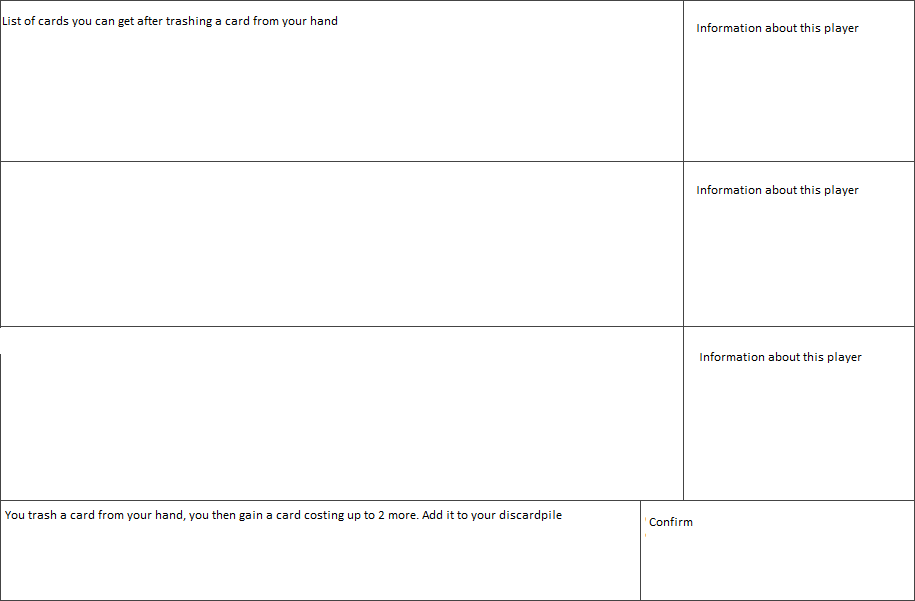 List of cards you can get after trashing a card from your hand
Information about this player
Information about this player
Information about this player
You trash a card from your hand, you then gain a card costing up to 2 more. Add it to your discardpile
Confirm